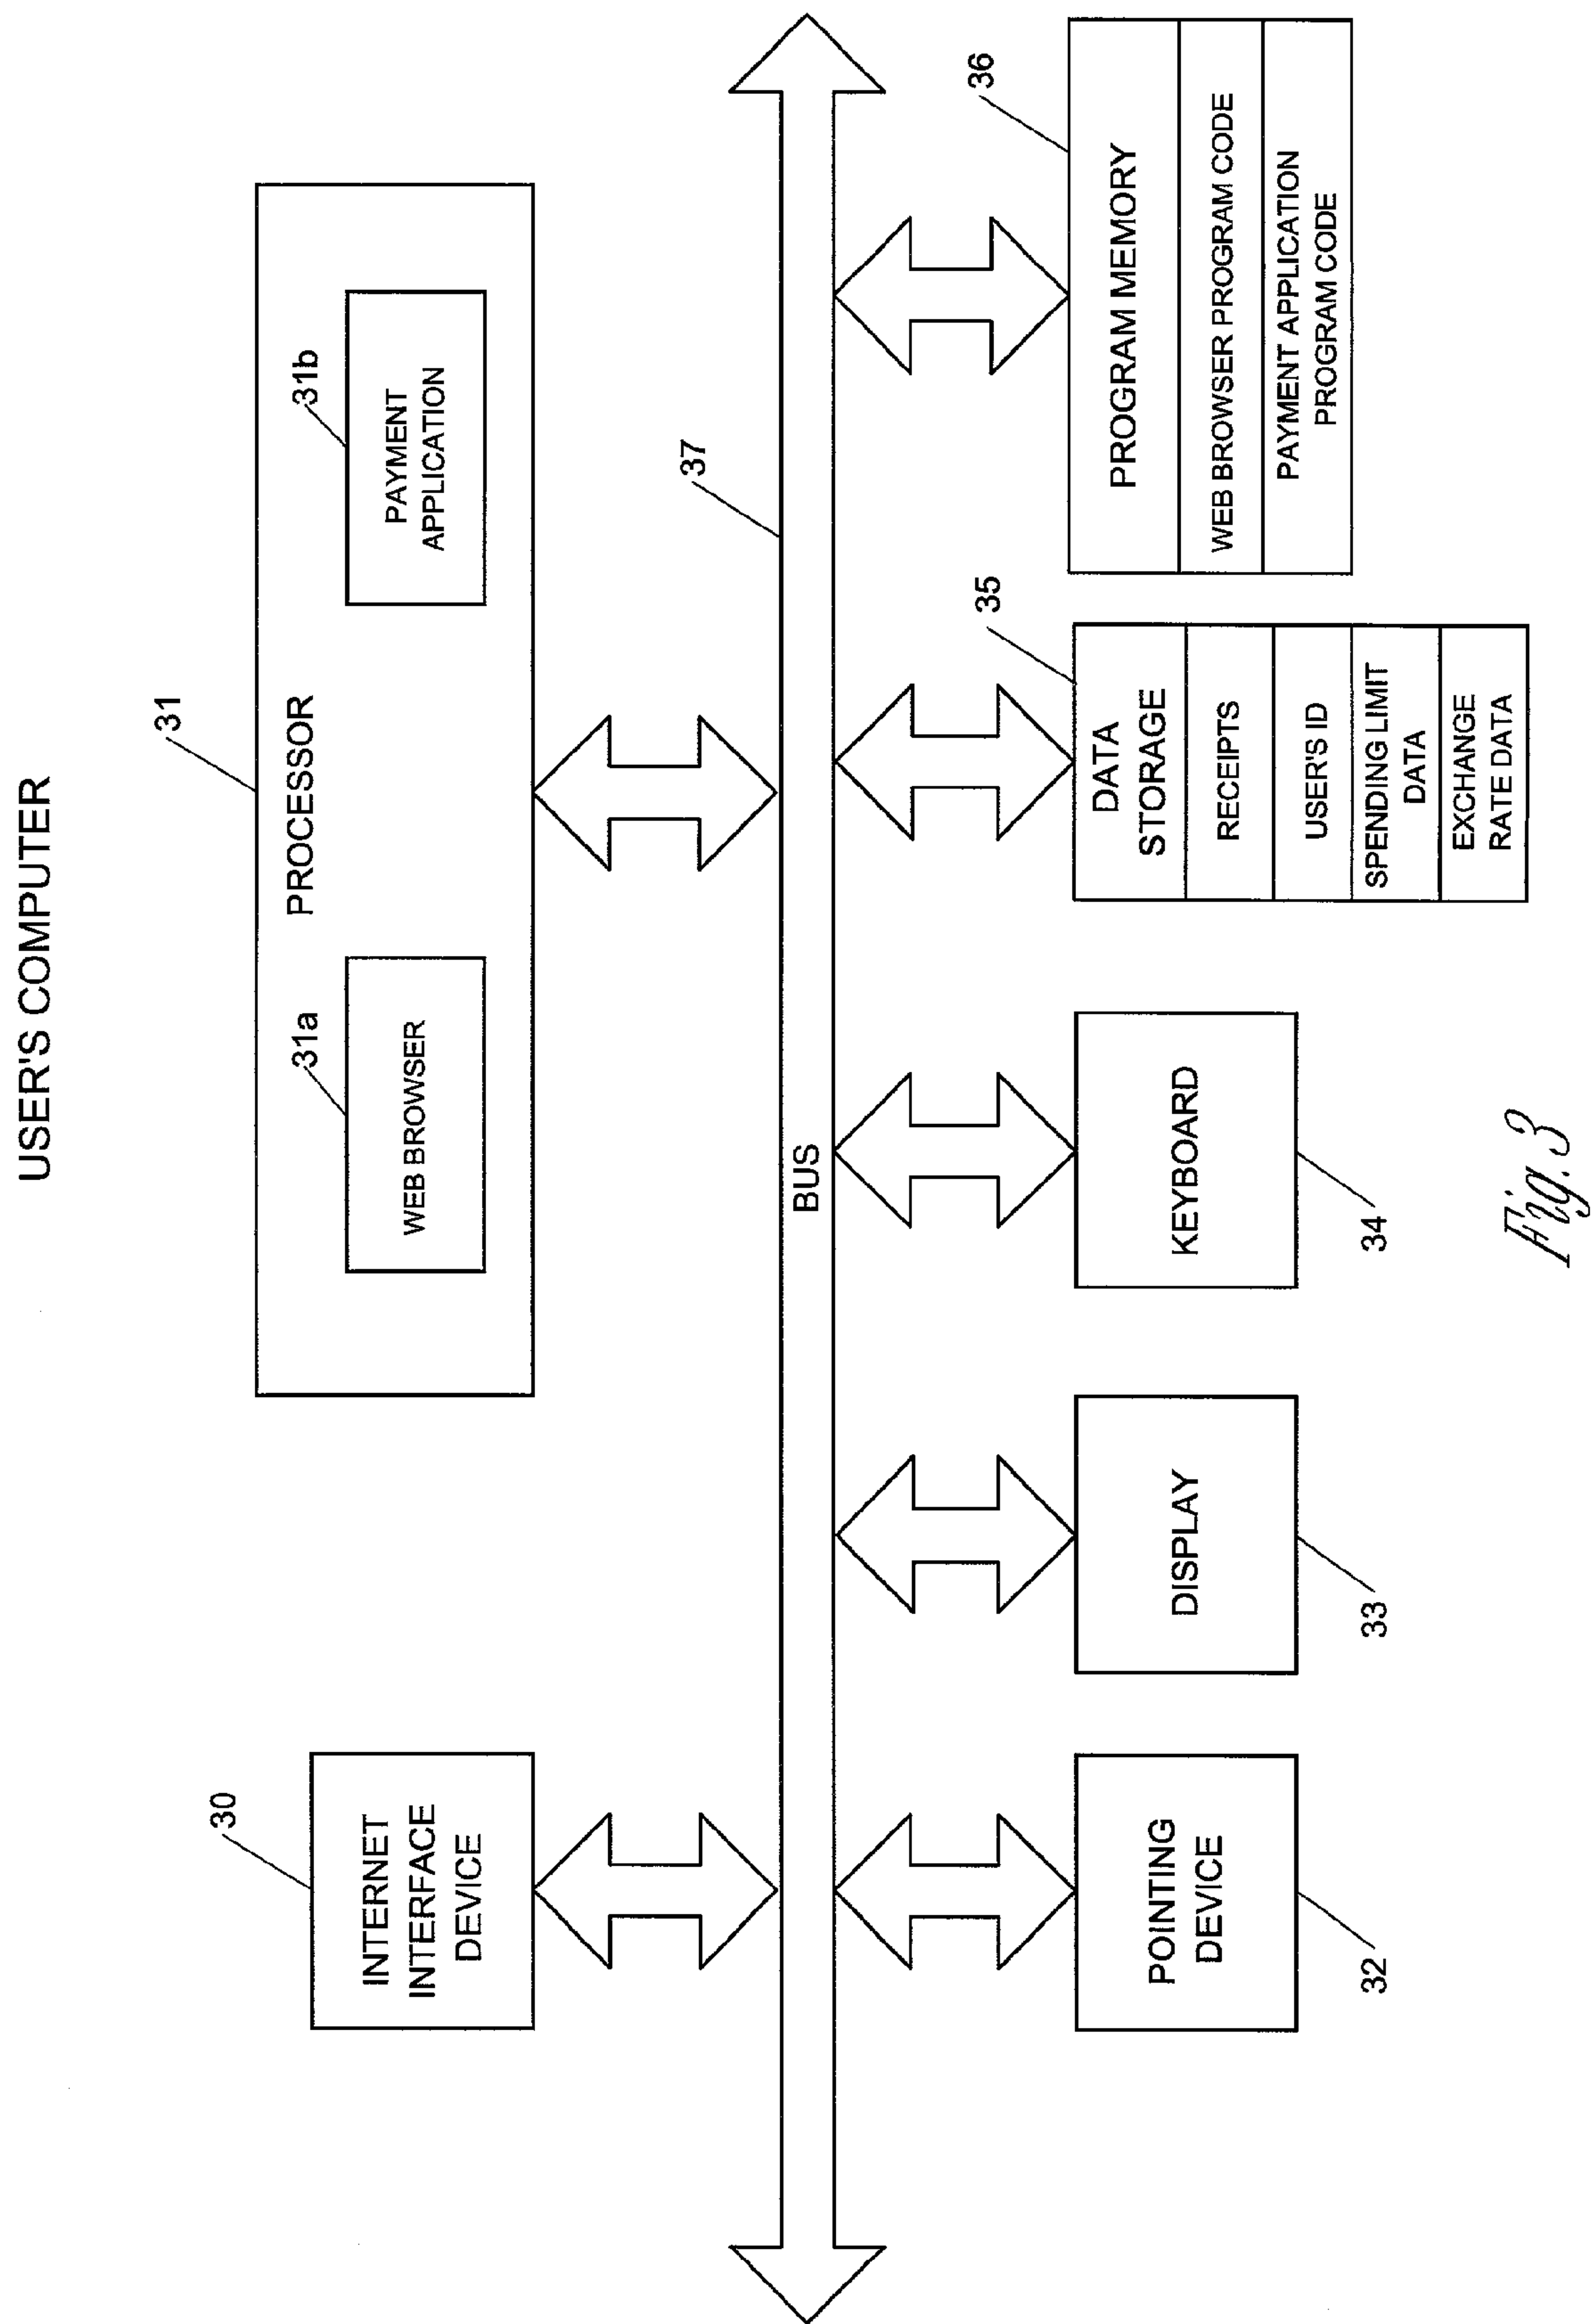 USER'S COMPUTER
30
INTERNET
INTERFACE
DEVICE
31
PROCESSOR
31a
WEB BROWSER
31b
PAYMENT
APPLICATION
37
BUS
POINTING
DEVICE
32
DISPLAY
33
KEYBOARD
34
35
DATA
STORAGE
RECEIPTS
USER'S ID
SPENDING LIMIT
DATA
EXCHANGE
RATE DATA
36
PROGRAM MEMORY
WEB BROWSER PROGRAM CODE
PAYMENT APPLICATION
PROGRAM CODE
Fig. 3